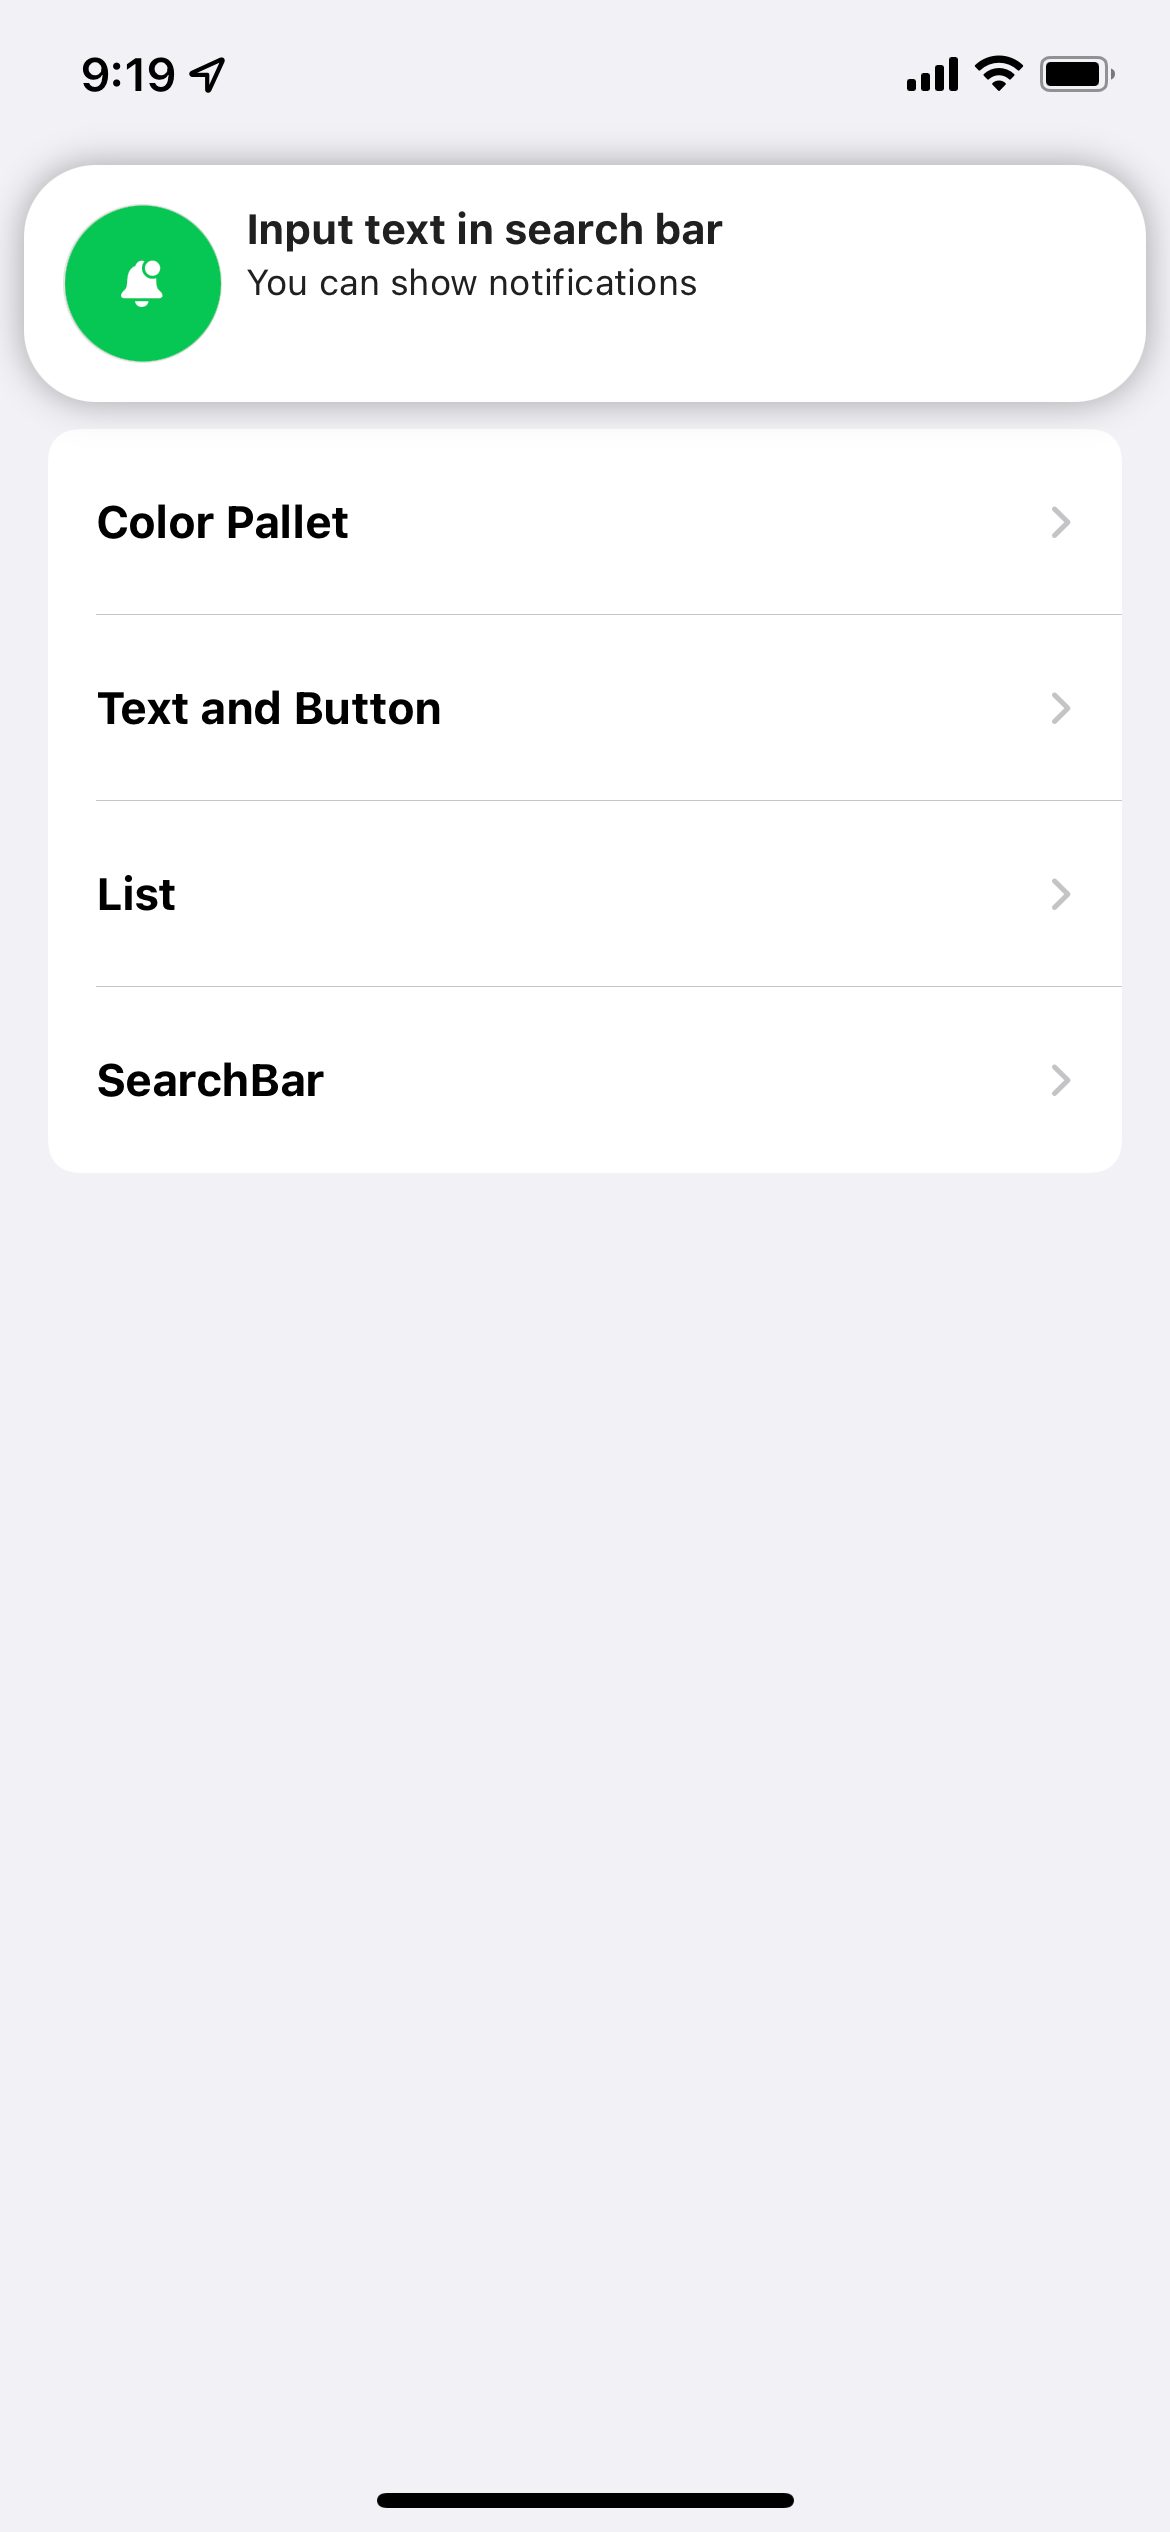 9:19
Input text in search bar
You can show notifications
Color Pallet
Text and Button
List
SearchBar